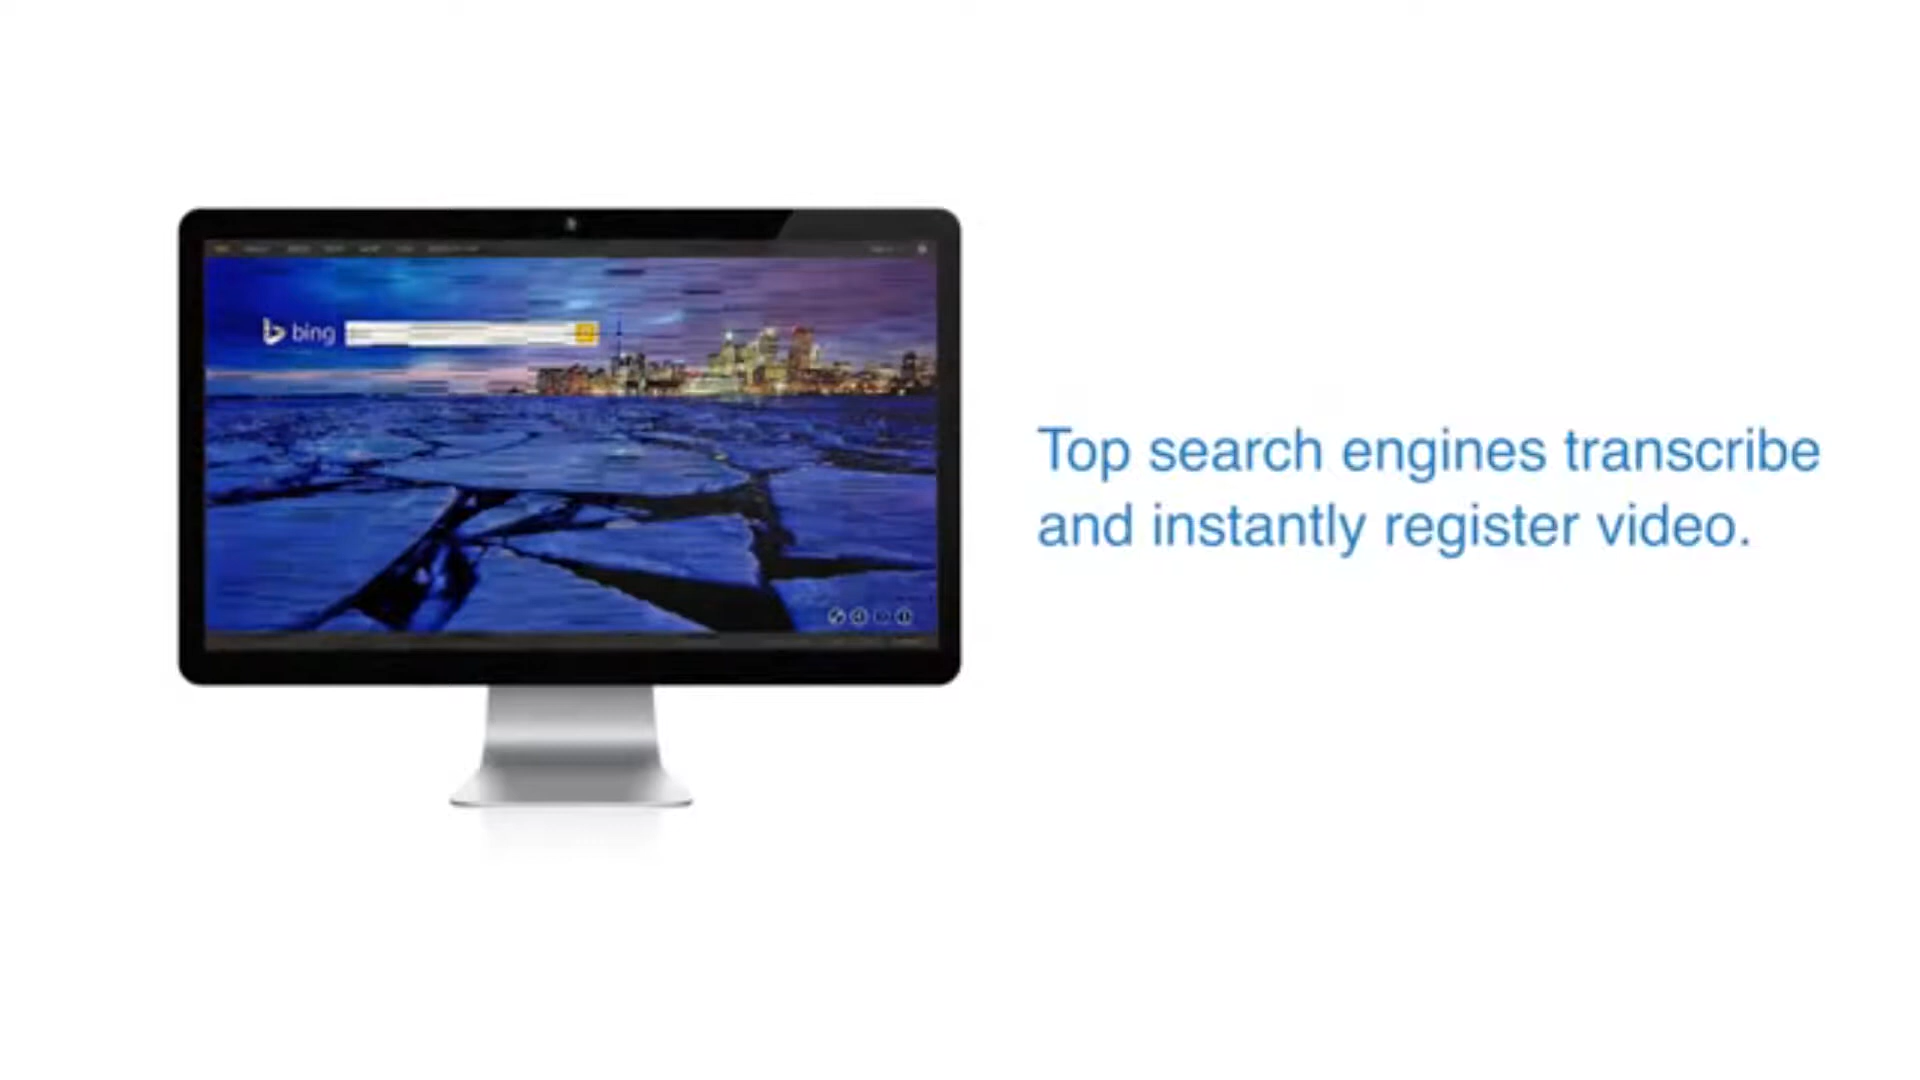 bing
Top search engines transcribe
and instantly register video.